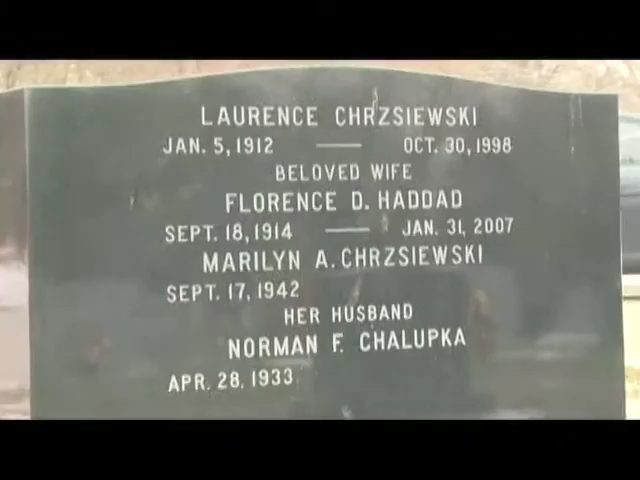 LAURENCE CHRZSIEWSKI
JAN. 5, 1912 — OCT. 30, 1998
BELOVED WIFE
FLORENCE D. HADDAD
SEPT. 18, 1914 — JAN. 31, 2007
MARILYN A. CHRZSIEWSKI
SEPT. 17, 1942
HER HUSBAND
NORMAN F. CHALUPKA
APR. 28, 1933